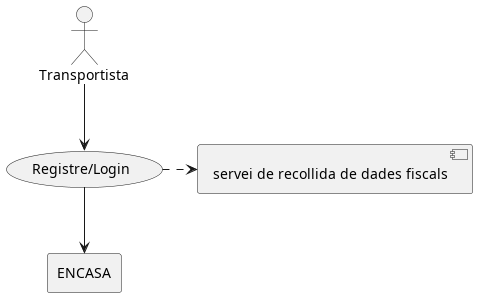 Transportista
Registre/Login
servei de recollida de dades fiscals
ENCASA